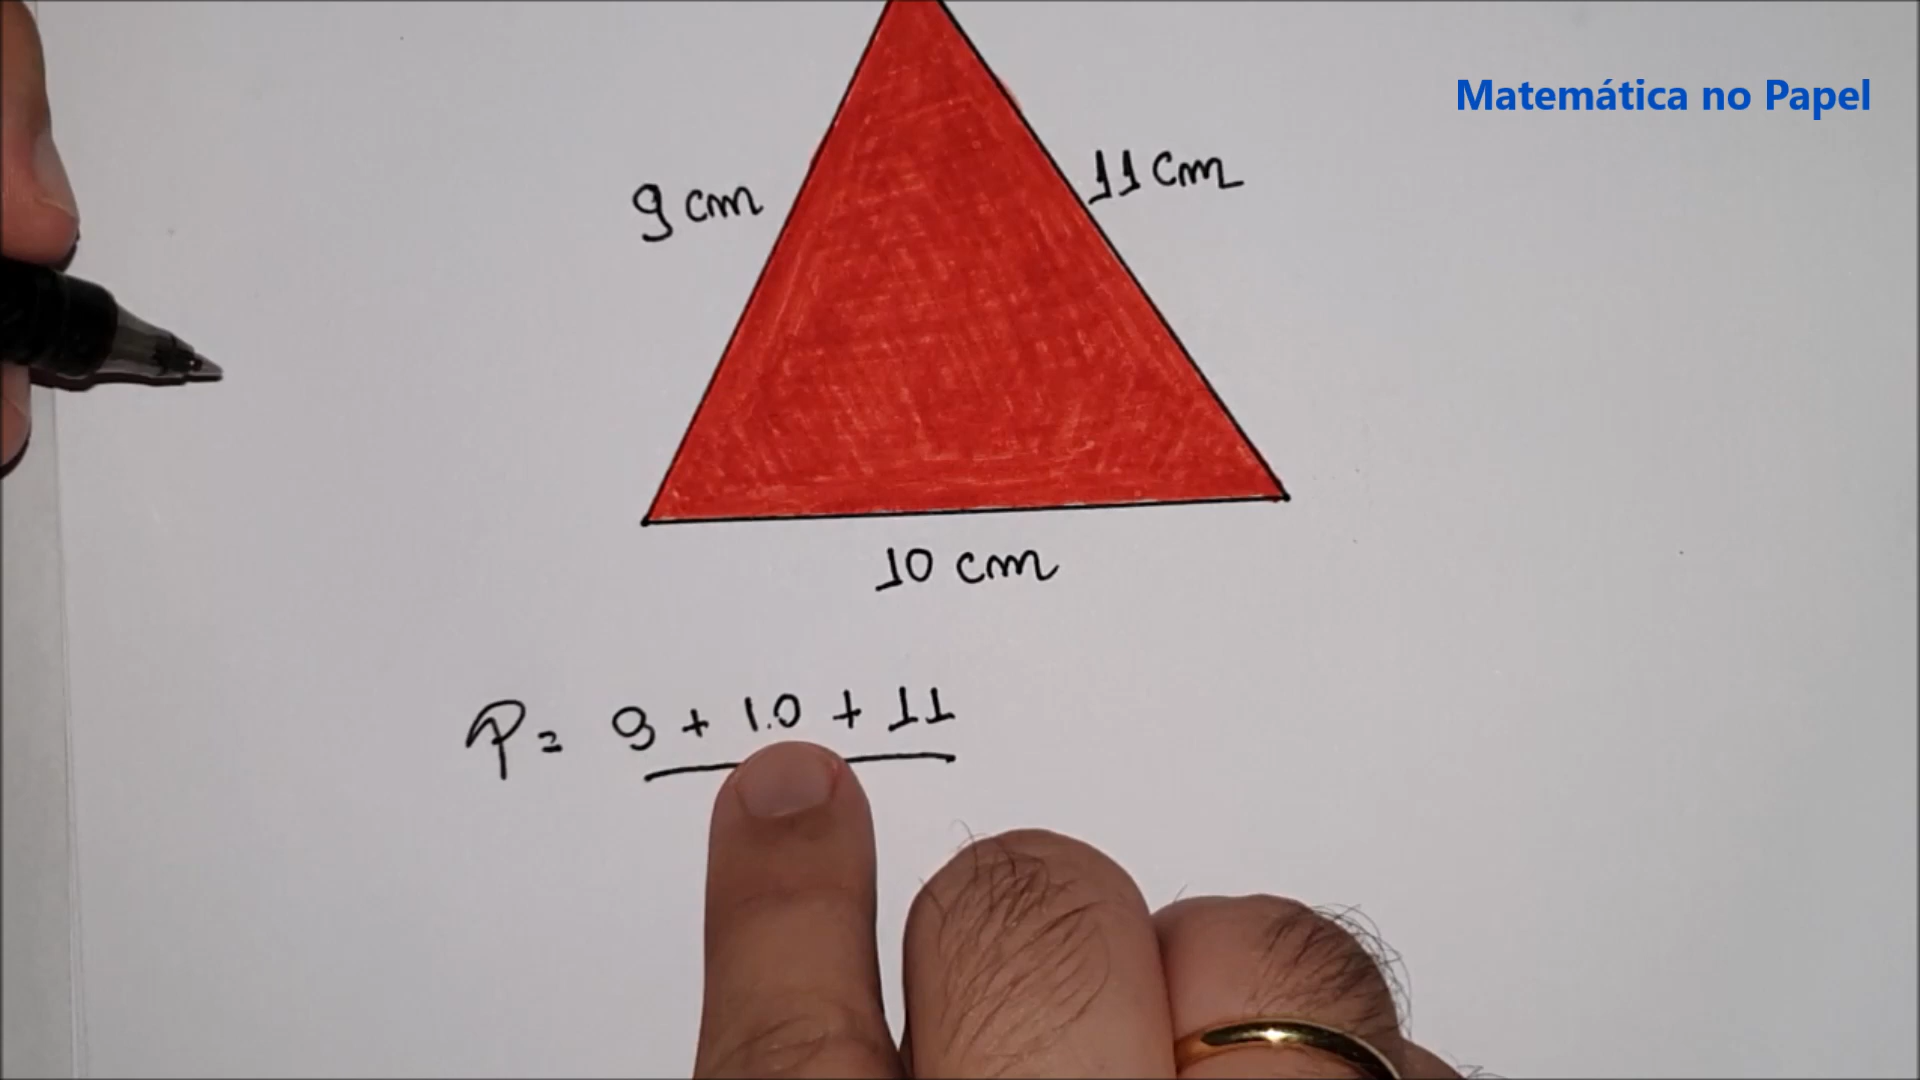 Matemática no Papel
9 cm
11 cm
10 cm
P= 9 + 10 + 11